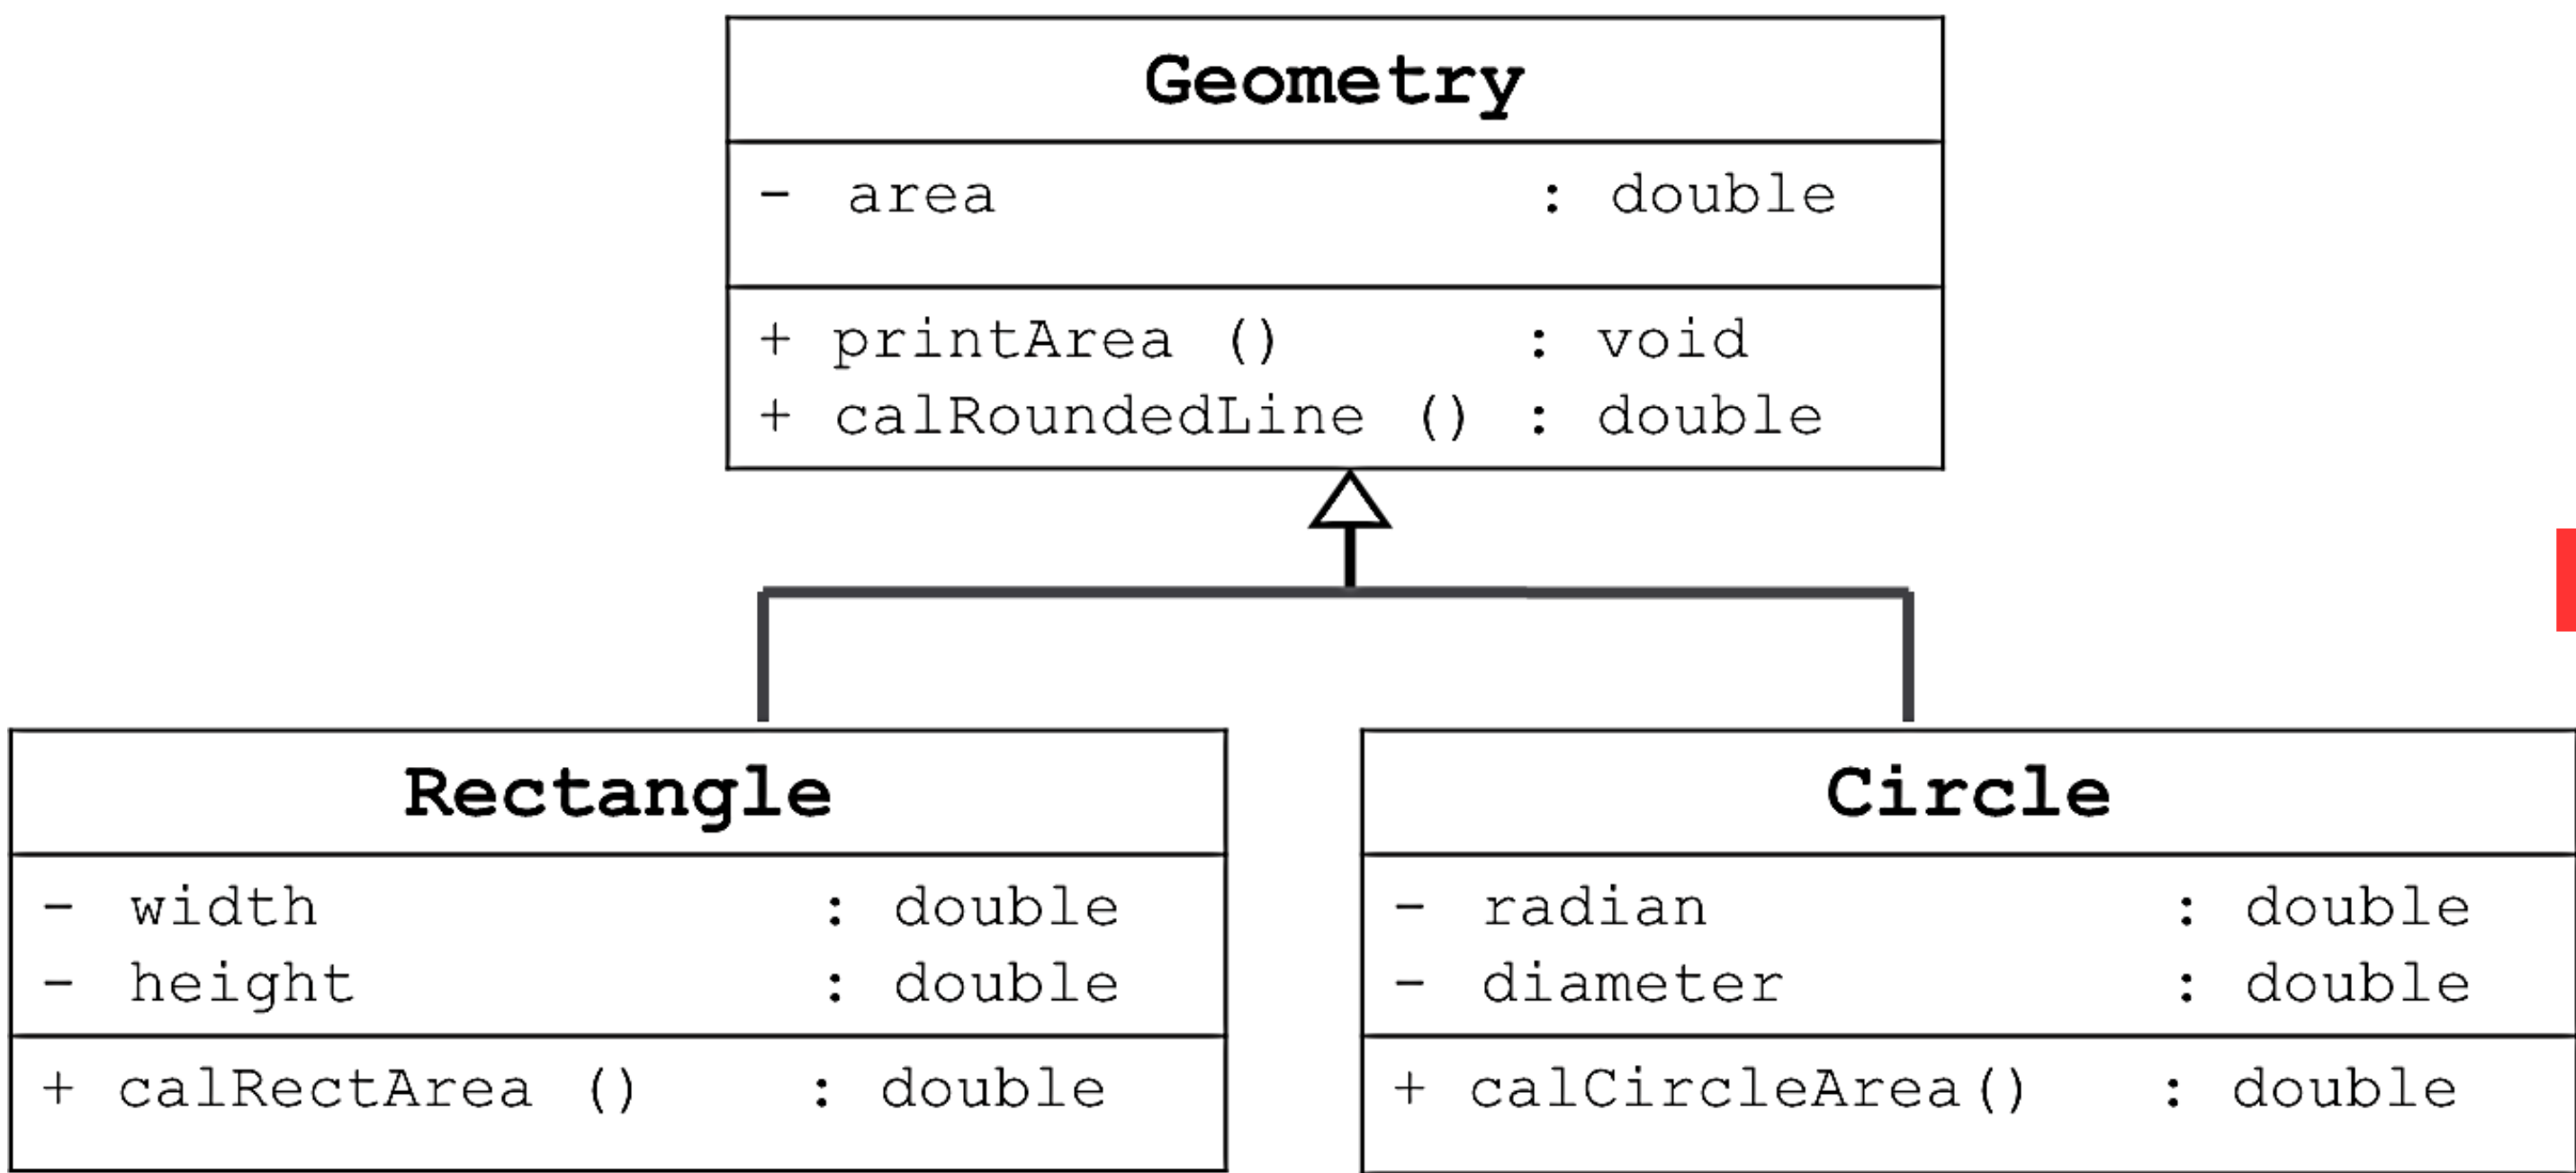 Geometry
- area : double
+ printArea () : void
+ calRoundedLine () : double
Rectangle
- width : double
- height : double
+ calRectArea () : double
Circle
- radian : double
- diameter : double
+ calCircleArea() : double